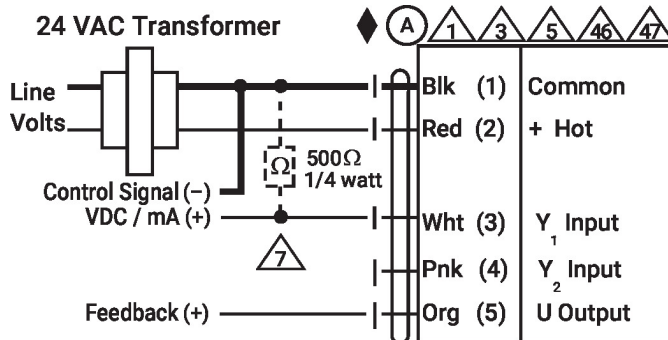 24 VAC Transformer
A 1 3 5 46 47
Line
Volts
Blk (1) Common
Red (2) + Hot
Ω 500Ω
1/4 watt
Control Signal (−)
VDC / mA (+)
Wht (3) Y1 Input
7
Pnk (4) Y2 Input
Feedback (+)
Org (5) U Output